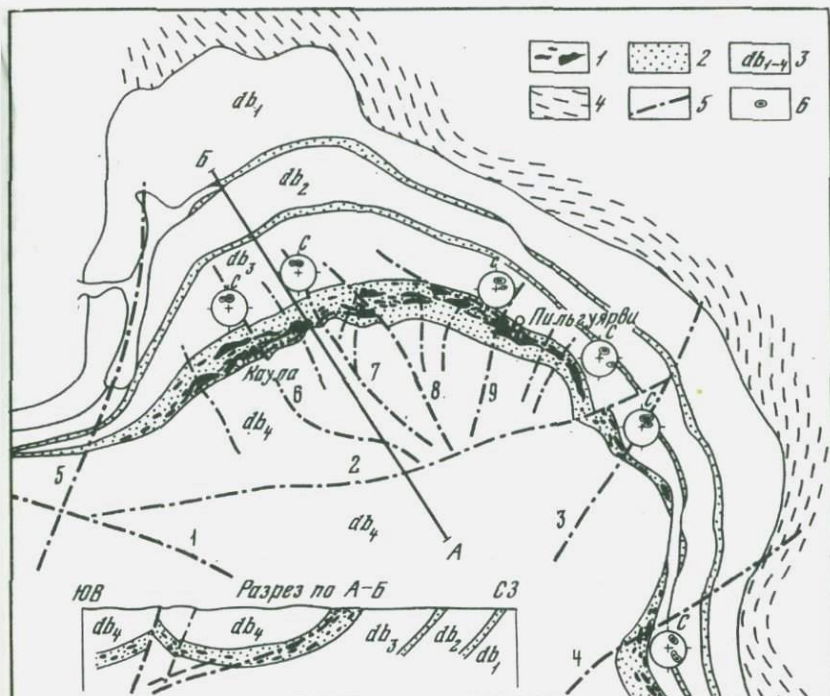 1 2 db₁₋₄ 3
4 5 6
db₁
Б
db₂
db₃
С
С
С
Пильгуярви
С
Каула
6 7 8 9
db₄
С
5
2
3
db₄
1
А
ЮВ Разрез по А-Б СЗ
db₄ db₄ db₃ db₂ db₁
С
4